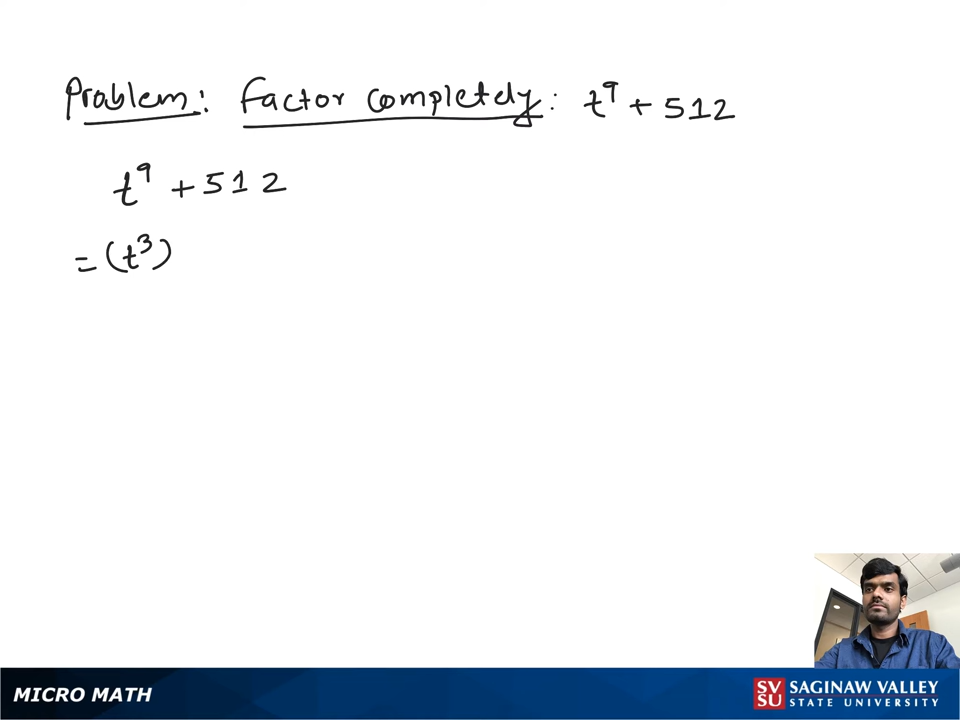 Problem: Factor completely: t⁹ + 512
t⁹ + 512
= (t³)
MICRO MATH
SV
SU
SAGINAW VALLEY
STATE UNIVERSITY